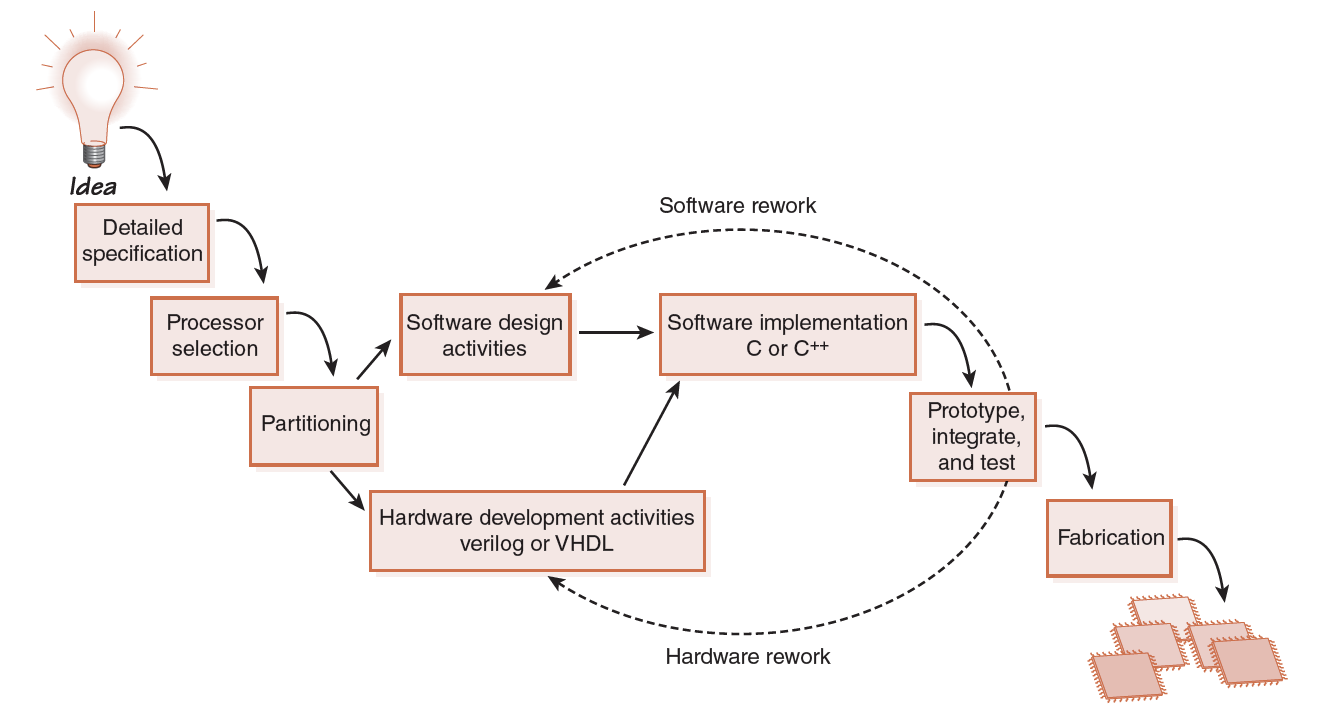 Idea
Detailed
specification
Processor
selection
Partitioning
Software rework
Software design
activities
Software implementation
C or C++
Hardware development activities
verilog or VHDL
Prototype,
integrate,
and test
Hardware rework
Fabrication